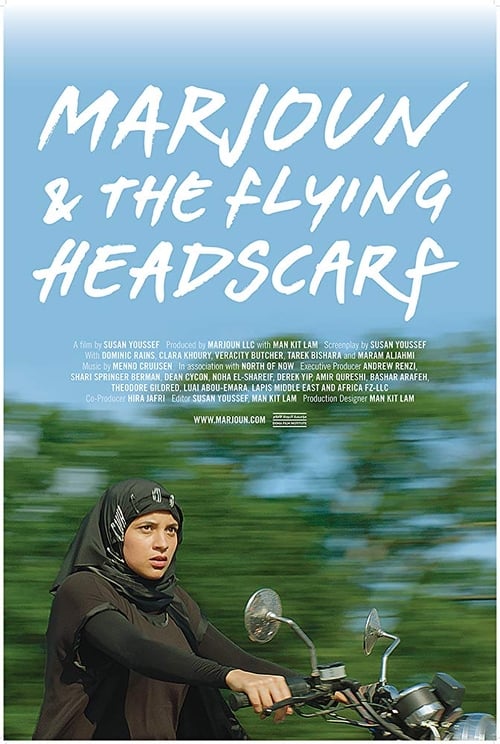 MARJOUN
& THE FLYING
HEADSCARF
A film by SUSAN YOUSSEF Produced by MARJOUN LLC with MAN KIT LAM Screenplay by SUSAN YOUSSEF
With DOMINIC RAINS, CLARA KHOURY, VERACITY BUTCHER, TAREK BISHARA and MARAM ALJAHMI
Music by MENNO CRUIJSEN In association with NORTH OF NOW Executive Producer ANDREW RENZI,
SHARI SPRINGER BERMAN, DEAN CYCON, NOHA EL-SHAREIF, DEREK YIP, AMIR QURESHI, BASHAR ARAFEH,
THEODORE GILDRED, LUAI ABOU-EMARA, LAPIS MIDDLE EAST AND AFRICA FZ-LLC
Co-Producer HIRA JAFRI Editor SUSAN YOUSSEF, MAN KIT LAM Production Designer MAN KIT LAM
WWW.MARJOUN.COM
DOHA FILM INSTITUTE